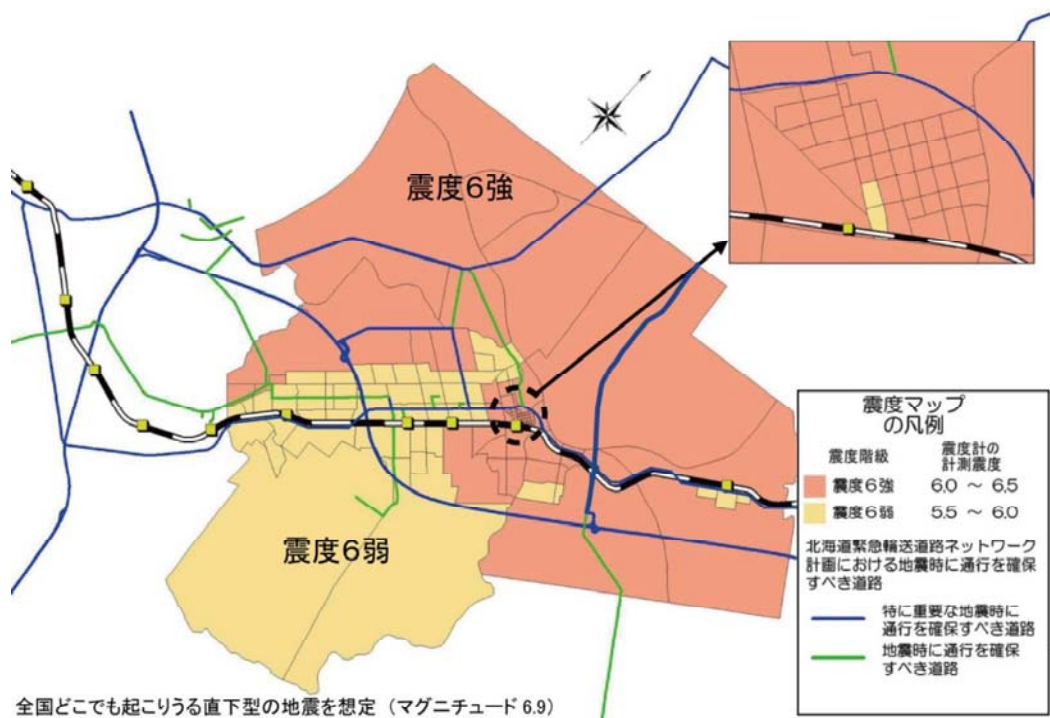 震度6強
震度6弱
震度マップ
の凡例
震度階級
震度計の
計測震度
震度6強
6.0 ～ 6.5
震度6弱
5.5 ～ 6.0
北海道緊急輸送道路ネットワーク
計画における地震時に通行を確保
すべき道路
特に重要な地震時に
通行を確保すべき道路
地震時に通行を確保
すべき道路
全国どこでも起こりうる直下型の地震を想定（マグニチュード 6.9）